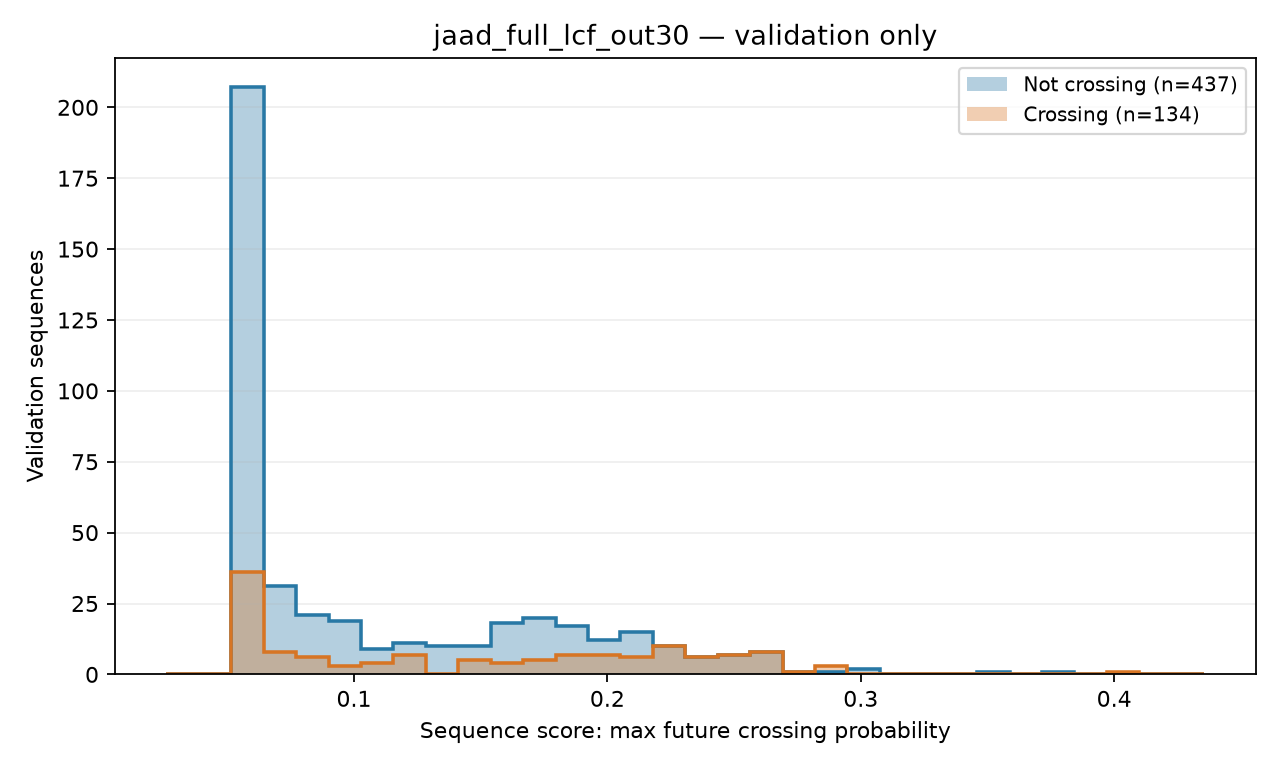 jaad_full_lcf_out30 — validation only
Not crossing (n=437)
Crossing (n=134)
Validation sequences
200
175
150
125
100
75
50
25
0
0.1 0.2 0.3 0.4
Sequence score: max future crossing probability